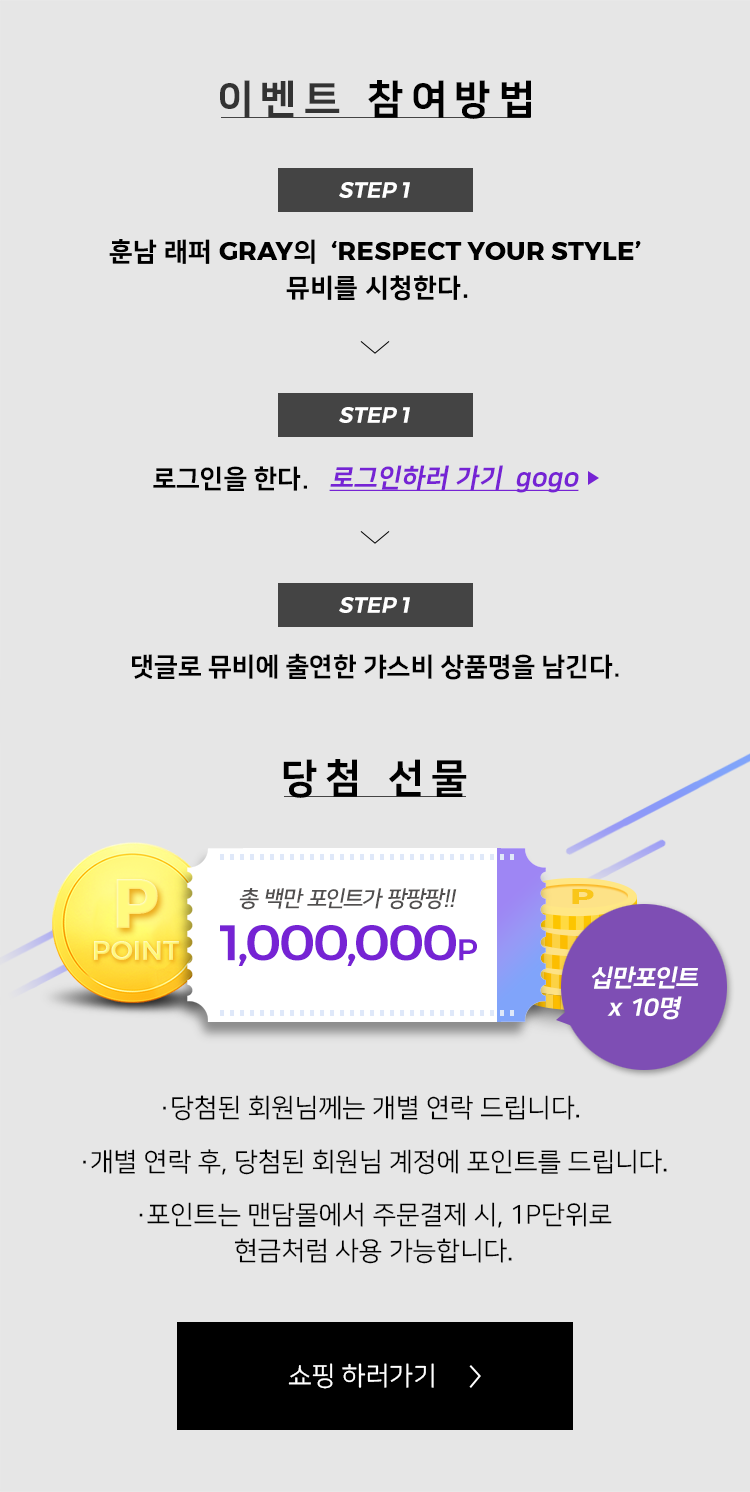 이벤트 참여방법
STEP 1
훈남 래퍼 GRAY의 ‘RESPECT YOUR STYLE’
뮤비를 시청한다.
STEP 1
로그인을 한다. 로그인하러 가기 gogo
STEP 1
댓글로 뮤비에 출연한 갸스비 상품명을 남긴다.
당첨 선물
P
POINT
총 백만 포인트가 팡팡팡!!
1,000,000P
P
십만포인트
x 10명
·당첨된 회원님께는 개별 연락 드립니다.
·개별 연락 후, 당첨된 회원님 계정에 포인트를 드립니다.
·포인트는 맨담몰에서 주문결제 시, 1P단위로
현금처럼 사용 가능합니다.
쇼핑 하러가기